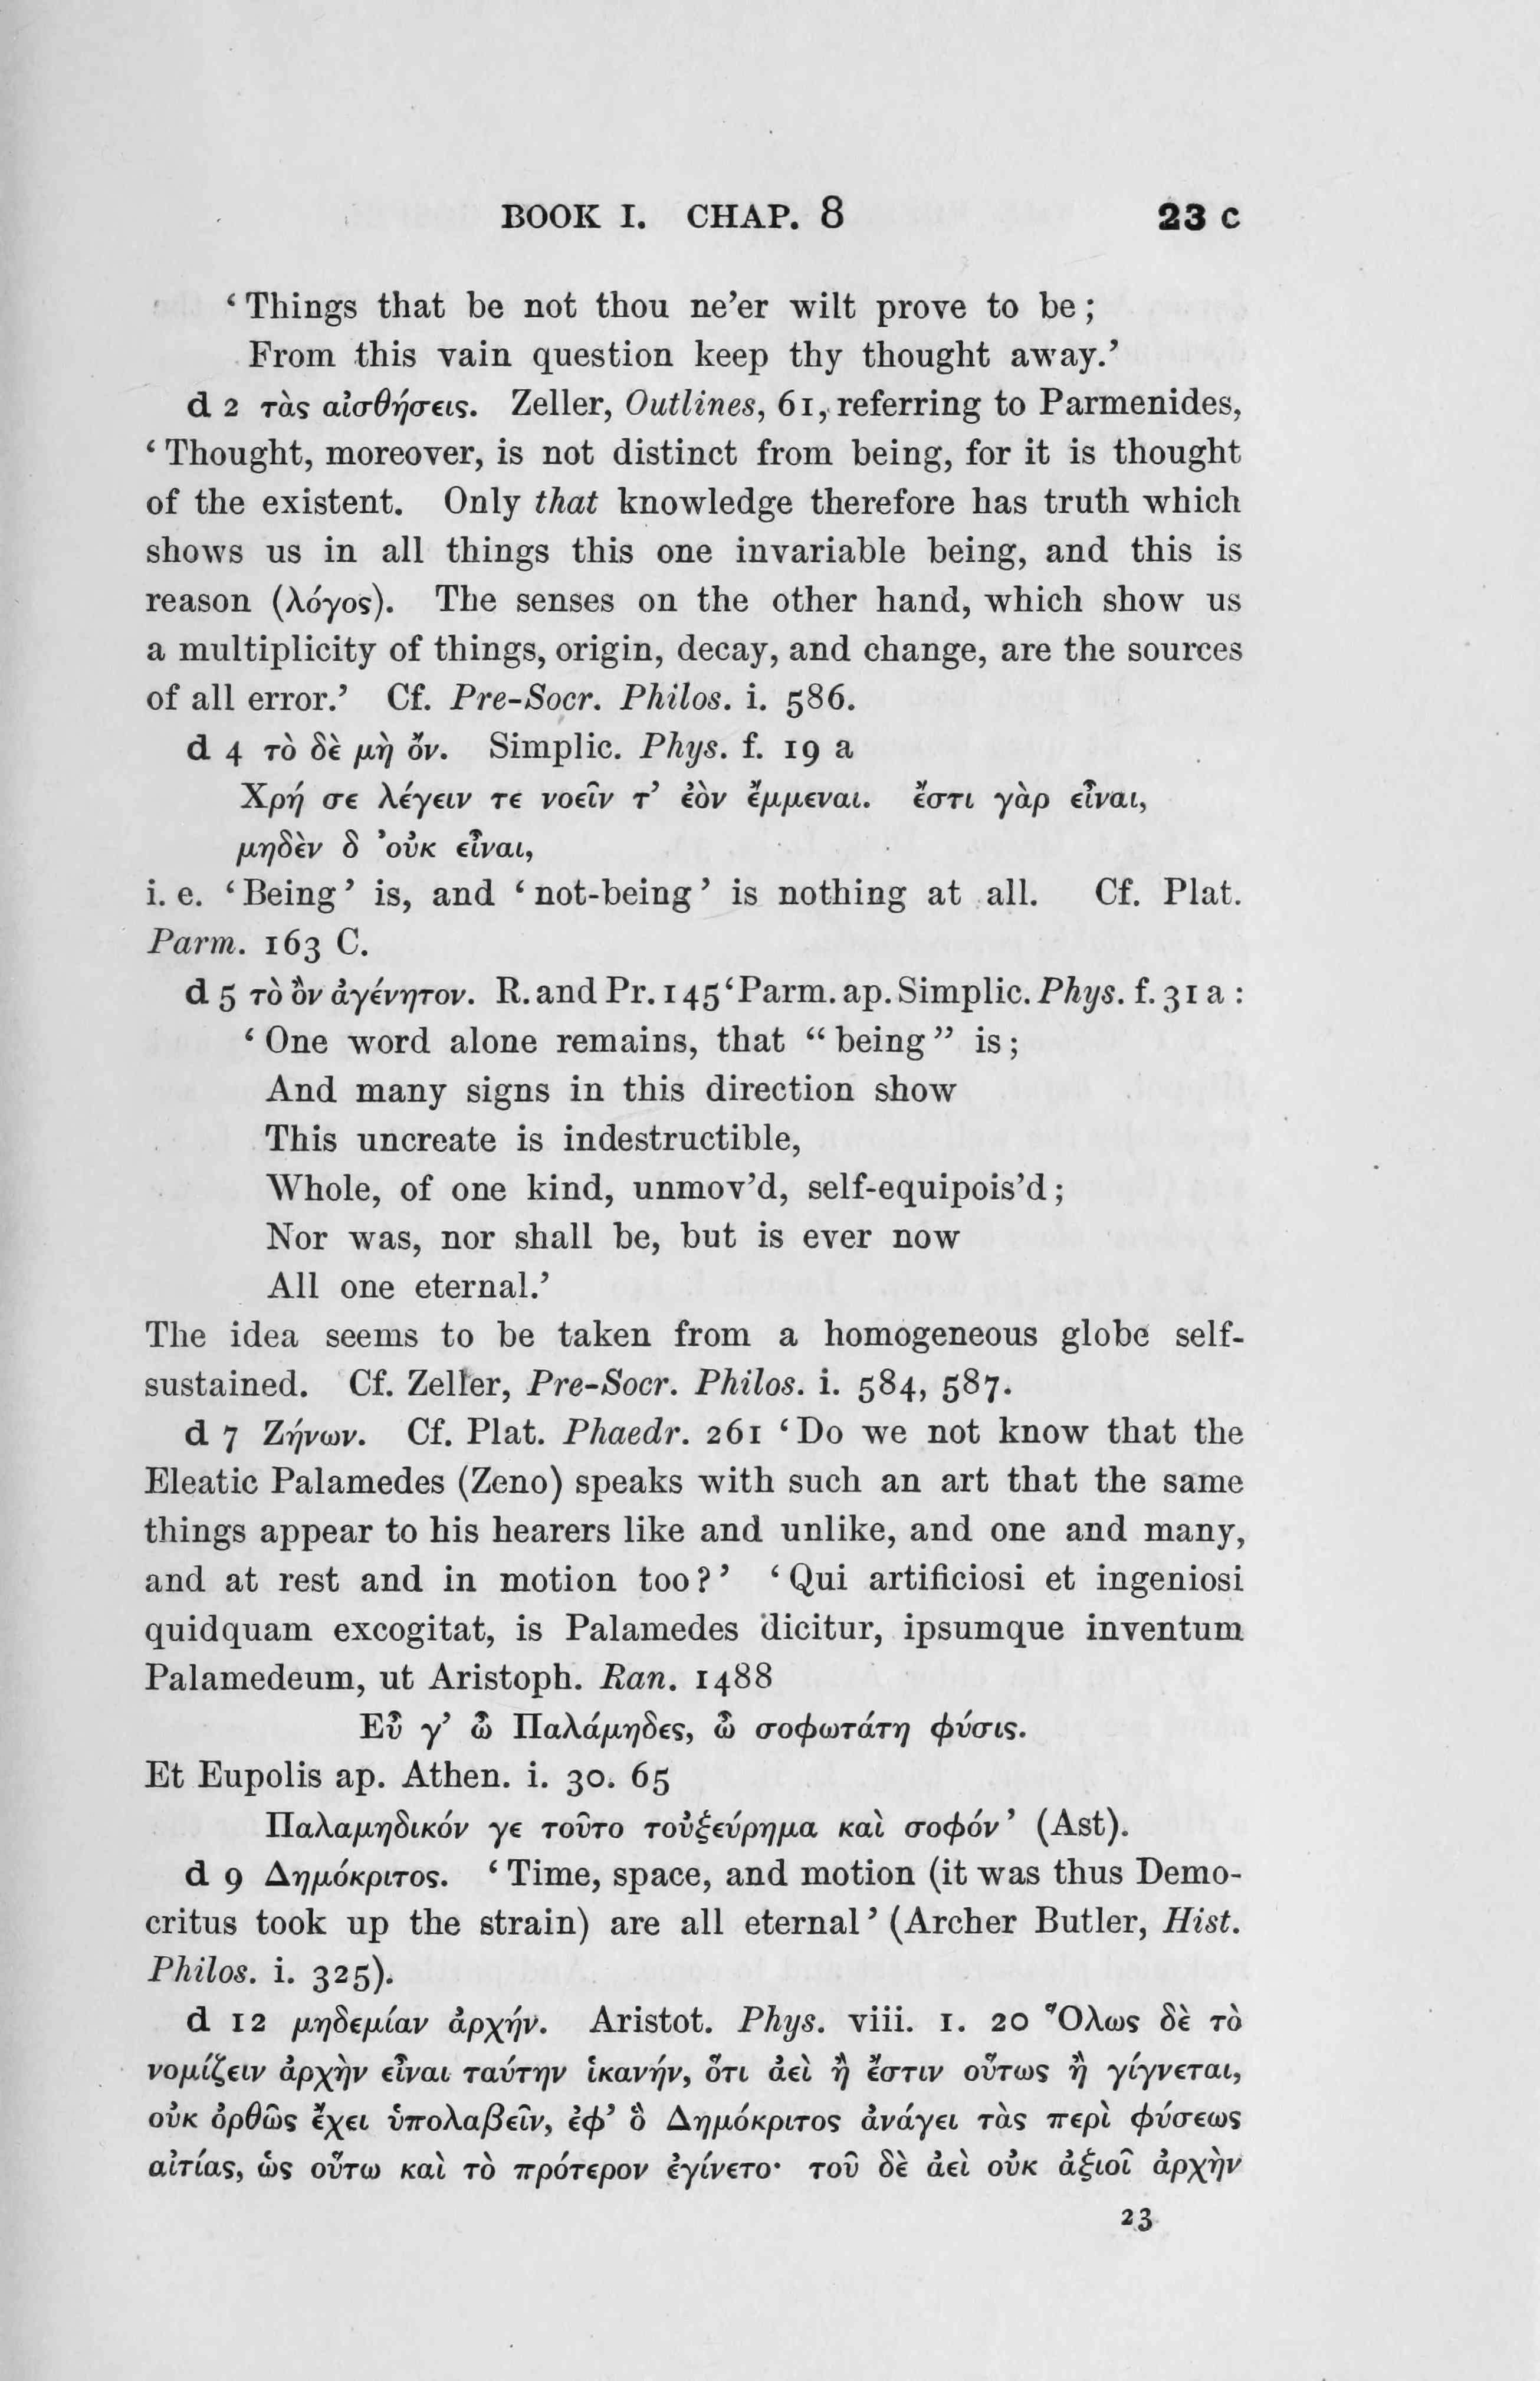 BOOK I. CHAP. 8 23 c
‘Things that be not thou ne’er wilt prove to be;
From this vain question keep thy thought away.’
d 2 τὰς αἰσθήσεις. Zeller, Outlines, 61, referring to Parmenides,
‘Thought, moreover, is not distinct from being, for it is thought
of the existent. Only that knowledge therefore has truth which
shows us in all things this one invariable being, and this is
reason (λόγος). The senses on the other hand, which show us
a multiplicity of things, origin, decay, and change, are the sources
of all error.’ Cf. Pre-Socr. Philos. i. 586.
d 4 τὸ δὲ μὴ ὄν. Simplic. Phys. f. 19 a
Χρή σε λέγειν τε νοεῖν τ’ ἐὸν ἔμμεναι. ἔστι γὰρ εἶναι,
μηδὲν δ ’οὐκ εἶναι,
i. e. ‘Being’ is, and ‘not-being’ is nothing at all. Cf. Plat.
Parm. 163 C.
d 5 τὸ ὂν ἀγένητον. R. and Pr. 145 ‘Parm. ap. Simplic. Phys. f. 31 a :
‘One word alone remains, that “being” is;
And many signs in this direction show
This uncreate is indestructible,
Whole, of one kind, unmov’d, self-equipois’d;
Nor was, nor shall be, but is ever now
All one eternal.’
The idea seems to be taken from a homogeneous globe self-
sustained. Cf. Zeller, Pre-Socr. Philos. i. 584, 587.
d 7 Ζήνων. Cf. Plat. Phaedr. 261 ‘Do we not know that the
Eleatic Palamedes (Zeno) speaks with such an art that the same
things appear to his hearers like and unlike, and one and many,
and at rest and in motion too?’ ‘Qui artificiosi et ingeniosi
quidquam excogitat, is Palamedes dicitur, ipsumque inventum
Palamedeum, ut Aristoph. Ran. 1488
Εὖ γ’ ὦ Παλάμηδες, ὦ σοφωτάτη φύσις.
Et Eupolis ap. Athen. i. 30. 65
Παλαμηδικόν γε τοῦτο τοὐξεύρημα καὶ σοφόν’ (Ast).
d 9 Δημόκριτος. ‘Time, space, and motion (it was thus Demo-
critus took up the strain) are all eternal’ (Archer Butler, Hist.
Philos. i. 325).
d 12 μηδεμίαν ἀρχήν. Aristot. Phys. viii. 1. 20 Ὅλως δὲ τὸ
νομίζειν ἀρχὴν εἶναι ταύτην ἱκανήν, ὅτι ἀεὶ ἢ ἔστιν οὕτως ἢ γίγνεται,
οὐκ ὀρθῶς ἔχει ὑπολαβεῖν, ἐφ’ ὃ Δημόκριτος ἀνάγει τὰς περὶ φύσεως
αἰτίας, ὡς οὕτω καὶ τὸ πρότερον ἐγίνετο· τοῦ δὲ ἀεὶ οὐκ ἀξιοῖ ἀρχὴν
23